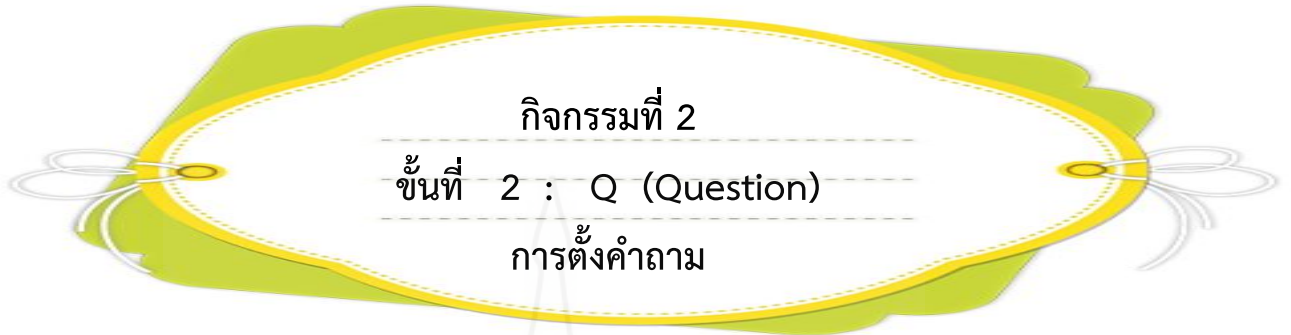 กิจกรรมที่ 2
ขั้นที่ 2 : Q (Question)
การตั้งคำถาม